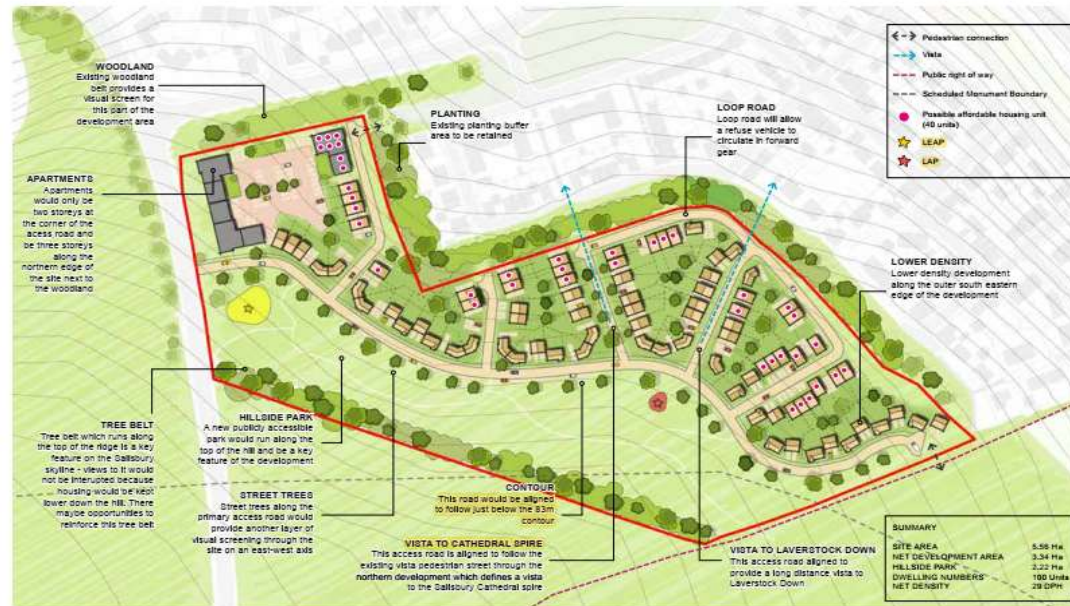 WOODLAND
Existing woodland
belt provides a
visual screen for
this part of the
development area
PLANTING
Existing planting buffer
area to be retained
LOOP ROAD
Loop road will allow
a refuse vehicle to
circulate in forward
gear
Pedestrian connection
Vista
Public right of way
Scheduled Monument Boundary
Possible affordable housing unit
(40 units)
LEAP
LAP
APARTMENTS
Apartments
would only be
two storeys at
the corner of the
acess road and
be three storeys
along the
northern edge of
the site next to
the woodland
LOWER DENSITY
Lower density development
along the outer south eastern
edge of the development
TREE BELT
Tree belt which runs along
the top of the ridge is a key
feature on the Salisbury
skyline - views to it would
not be interupted because
housing would be kept
lower down the hill. There
maybe opportunities to
reinforce this tree belt
HILLSIDE PARK
A new publicly accessible
park would run along the
top of the hill and be a key
feature of the development
STREET TREES
Street trees along the
primary access road would
provide another layer of
visual screening through the
site on an east-west axis
CONTOUR
This road would be aligned
to follow just below the 83m
contour
VISTA TO CATHEDRAL SPIRE
This access road is aligned to follow the
existing vista pedestrian street through the
northern development which defines a vista
to the Salisbury Cathedral spire
VISTA TO LAVERSTOCK DOWN
This access road aligned to
provide a long distance vista to
Laverstock Down
SUMMARY
SITE AREA 5.56 Ha
NET DEVELOPMENT AREA 3.34 Ha
HILLSIDE PARK 2.22 Ha
DWELLING NUMBERS 100 Units
NET DENSITY 29 DPH